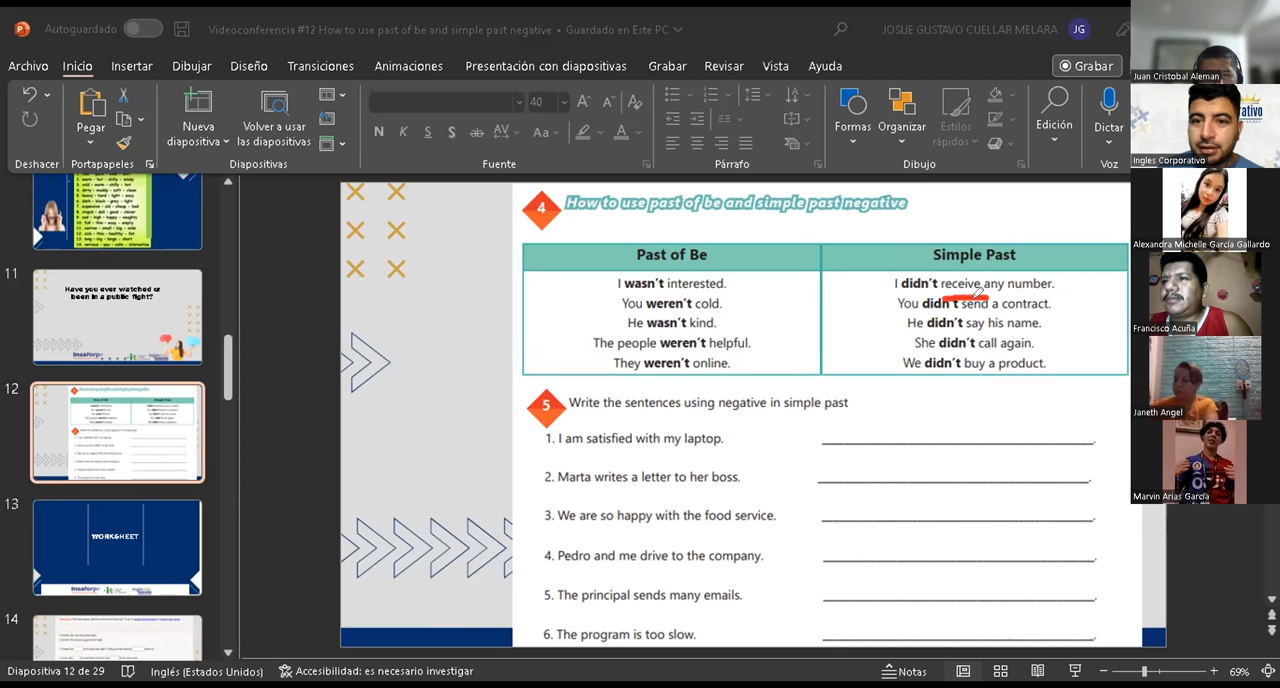 Autoguardado
Videoconferencia #12 How to use past of be and simple past negative • Guardado en Este PC
JOSUE GUSTAVO CUELLAR MELARA
JG
Archivo Inicio Insertar Dibujar Diseño Transiciones Animaciones Presentación con diapositivas Grabar Revisar Vista Ayuda
Grabar
40
Pegar
Nueva diapositiva
Volver a usar las diapositivas
Formas
Organizar
Estilos rápidos
Edición
Dictar
Deshacer
Portapapeles
Diapositivas
Fuente
Párrafo
Dibujo
Voz
11
Have you ever watched or
been in a public fight?
Insaforp
12
13
WORKSHEET
Insaforp
14
4
How to use past of be and simple past negative
Past of Be
Simple Past
I wasn't interested.
I didn't receive any number.
You weren't cold.
You didn't send a contract.
He wasn't kind.
He didn't say his name.
The people weren't helpful.
She didn't call again.
They weren't online.
We didn't buy a product.
5
Write the sentences using negative in simple past
1. I am satisfied with my laptop.
2. Marta writes a letter to her boss.
3. We are so happy with the food service.
4. Pedro and me drive to the company.
5. The principal sends many emails.
6. The program is too slow.
Juan Cristobal Aleman
Ingles Corporativo
Alexandra Michelle García Gallardo
Francisco Acuña
Janeth Angel
Marvin Arias García
Diapositiva 12 de 29
Inglés (Estados Unidos)
Accesibilidad: es necesario investigar
Notas
69%